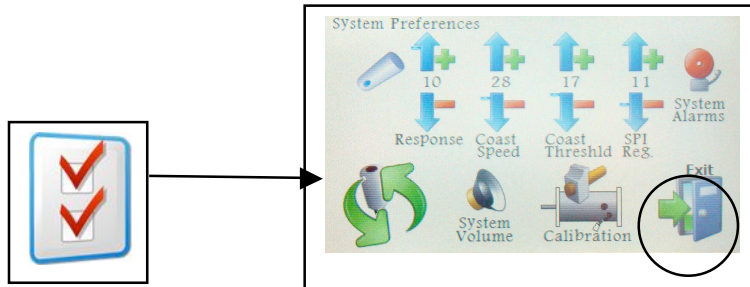 System Preferences
10 28 17 11
System
Alarms
Response Coast
Speed
Coast
Threshld
SPI
Reg.
Exit
System
Volume
Calibration